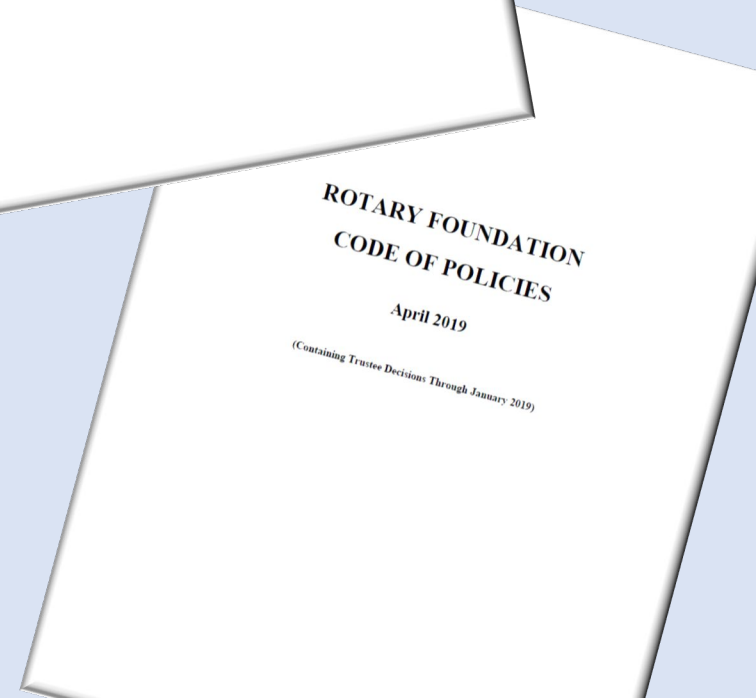 ROTARY FOUNDATION
CODE OF POLICIES
April 2019
(Containing Trustee Decisions Through January 2019)